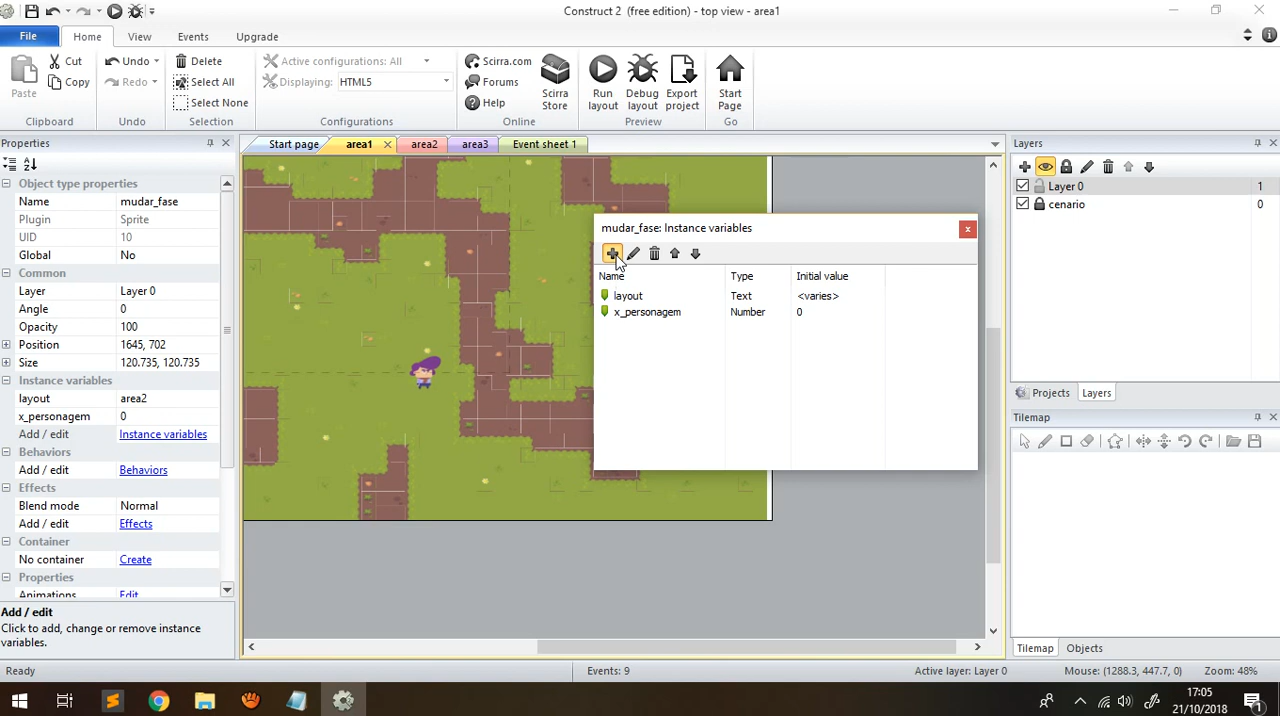 Construct 2 (free edition) - top view - area1
File
Home
View
Events
Upgrade
Paste
Cut
Copy
Clipboard
Undo
Redo
Undo
Delete
Select All
Select None
Selection
Active configurations: All
Displaying: HTML5
Configurations
Scirra.com
Forums
Help
Scirra Store
Online
Run layout
Debug layout
Export project
Preview
Start Page
Go
Properties
Start page
area1
area2
area3
Event sheet 1
Object type properties
Name mudar_fase
Plugin Sprite
UID 10
Global No
Common
Layer Layer 0
Angle 0
Opacity 100
Position 1645, 702
Size 120.735, 120.735
Instance variables
layout area2
x_personagem 0
Add / edit Instance variables
Behaviors
Add / edit Behaviors
Effects
Blend mode Normal
Add / edit Effects
Container
No container Create
Properties
Animations Edit
Add / edit
Click to add, change or remove instance
variables.
mudar_fase: Instance variables
Name Type Initial value
layout Text <varies>
x_personagem Number 0
Layers
Layer 0 1
cenario 0
Projects
Layers
Tilemap
Tilemap
Objects
Ready
Events: 9
Active layer: Layer 0
Mouse: (1288.3, 447.7, 0)
Zoom: 48%
17:05
21/10/2018
1